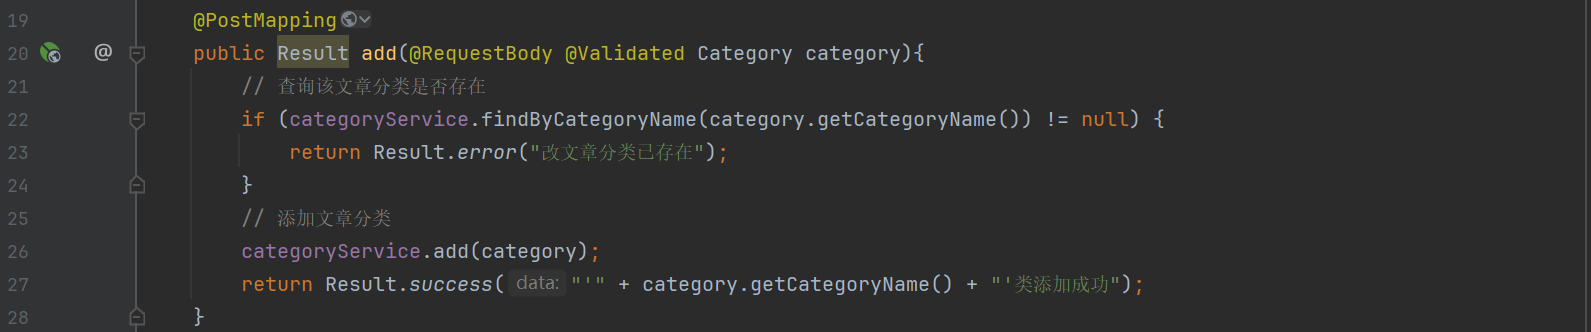 19 @PostMapping
20 @ public Result add(@RequestBody @Validated Category category){
21 // 查询该文章分类是否存在
22 if (categoryService.findByCategoryName(category.getCategoryName()) != null) {
23 return Result.error("改文章分类已存在");
24 }
25 // 添加文章分类
26 categoryService.add(category);
27 return Result.success( data: "'" + category.getCategoryName() + "'类添加成功");
28 }